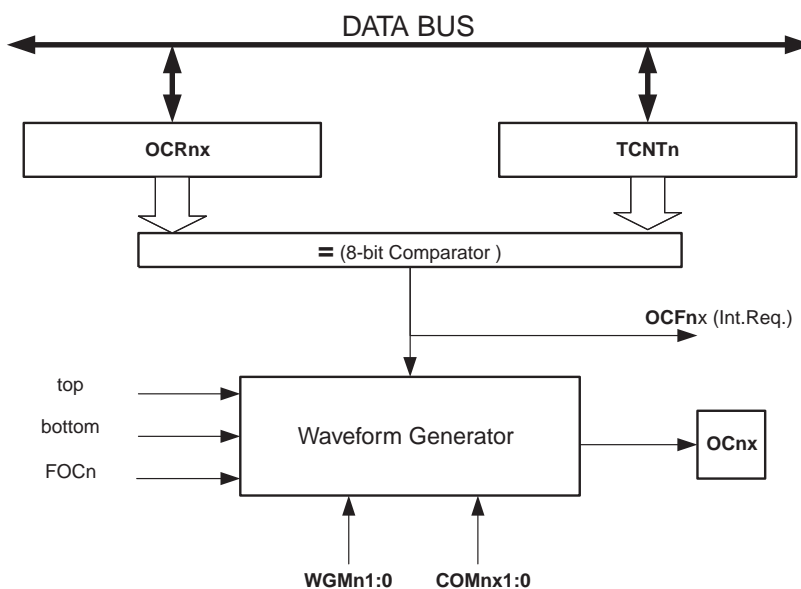 DATA BUS
OCRnx
TCNTn
= (8-bit Comparator )
OCFnx (Int.Req.)
top
bottom
FOCn
Waveform Generator
OCnx
WGMn1:0
COMnx1:0